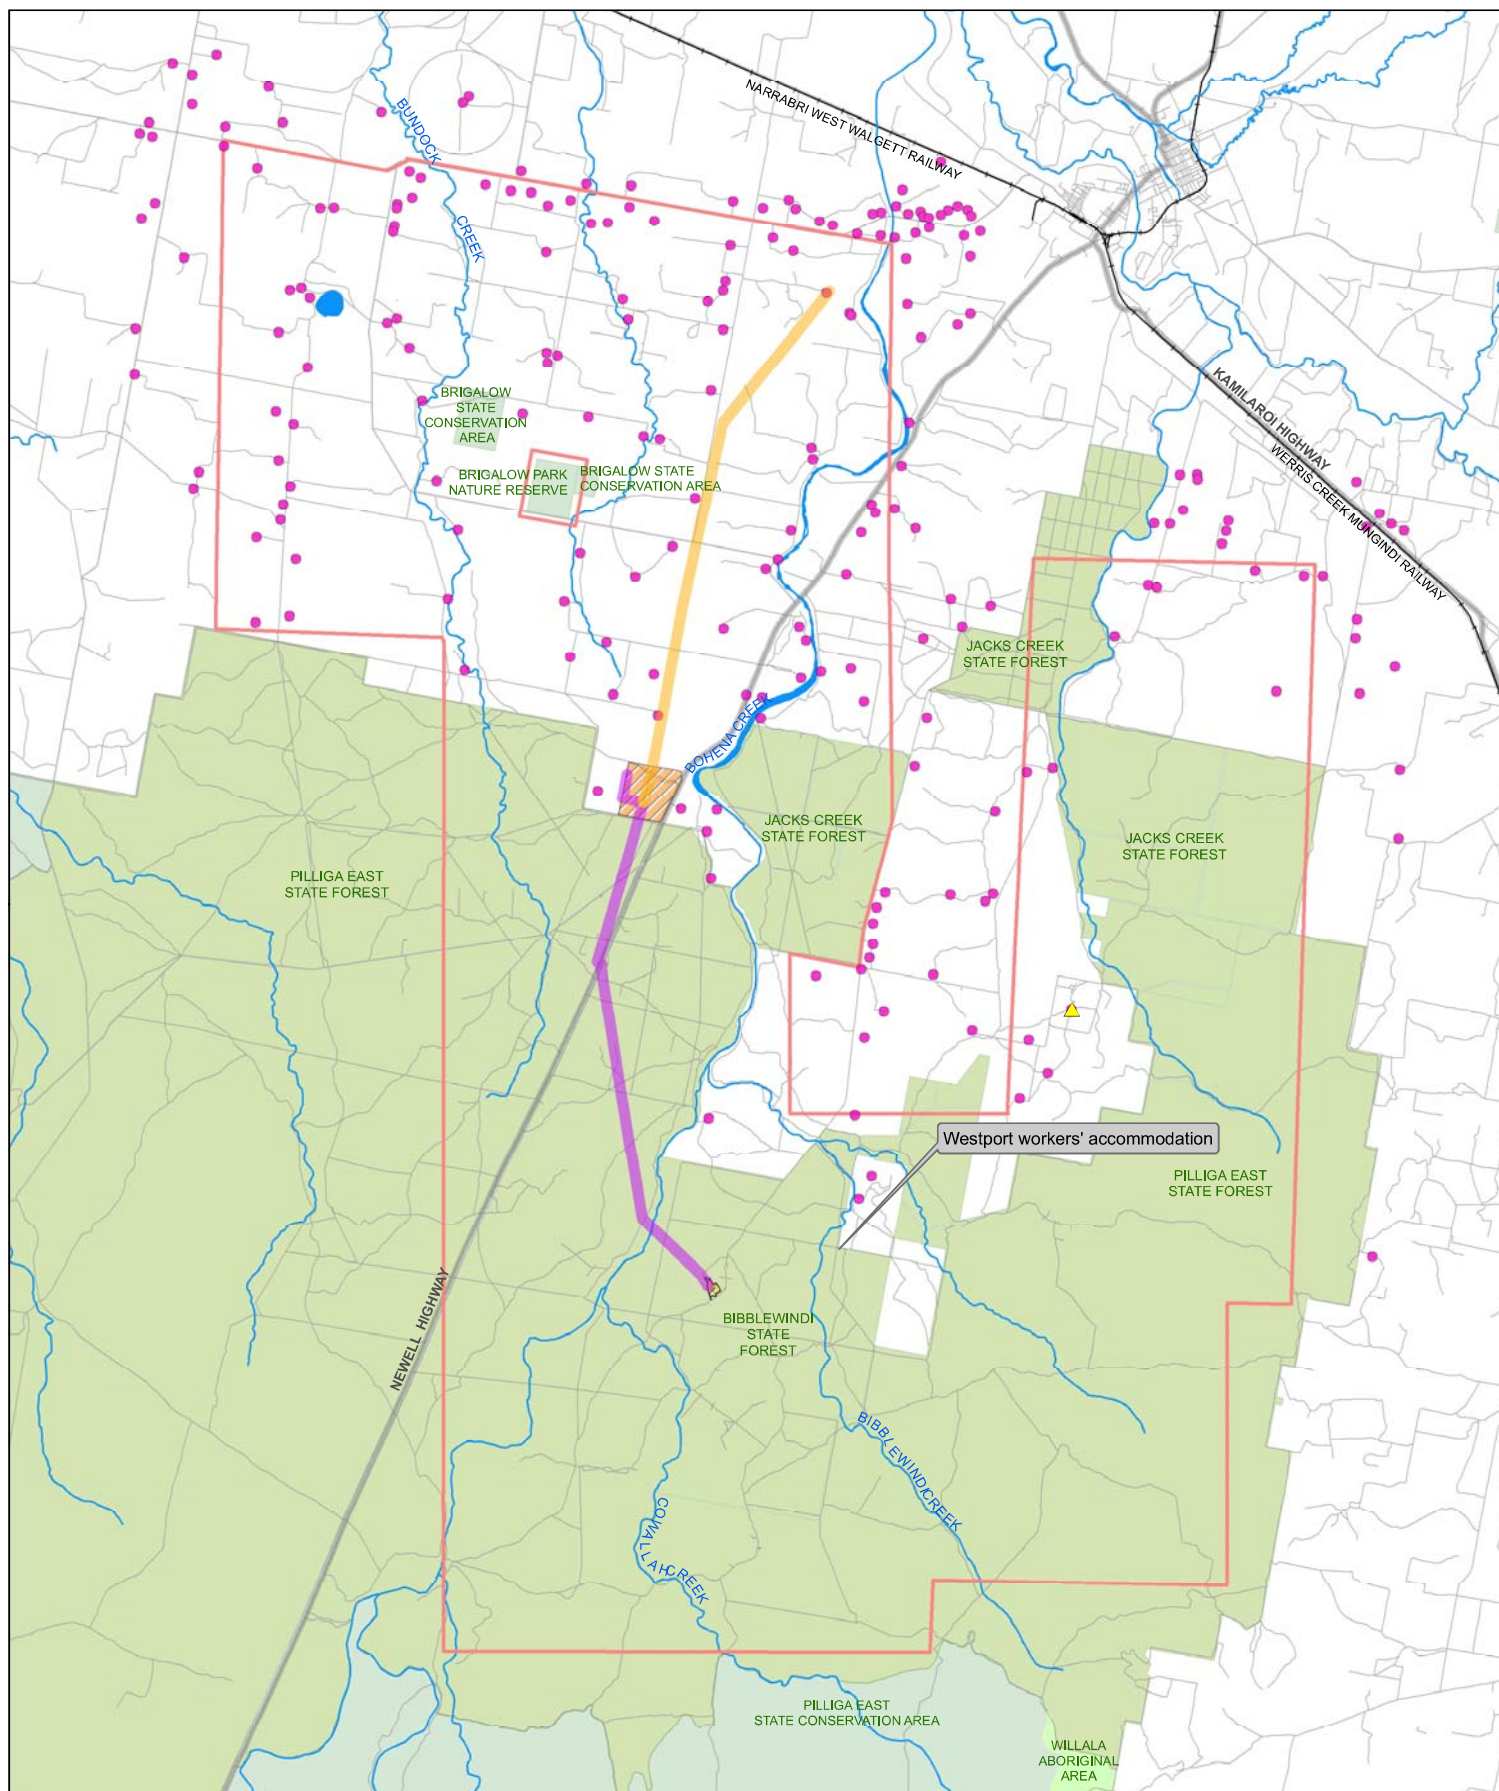 NARRABRI WEST WALGETT RAILWAY
BUNDOCK
CREEK
KAMILAROI HIGHWAY
WERRIS CREEK MUNGINDI RAILWAY
BRIGALOW
STATE
CONSERVATION
AREA
BRIGALOW PARK
NATURE RESERVE
BRIGALOW STATE
CONSERVATION AREA
JACKS CREEK
STATE FOREST
BOHENA CREEK
JACKS CREEK
STATE FOREST
JACKS CREEK
STATE FOREST
PILLIGA EAST
STATE FOREST
Westport workers' accommodation
PILLIGA EAST
STATE FOREST
NEWELL HIGHWAY
BIBBLEWINDI
STATE
FOREST
BIBBLEWINDI CREEK
COWALLAH
CREEK
PILLIGA EAST
STATE CONSERVATION AREA
WILLALA
ABORIGINAL
AREA